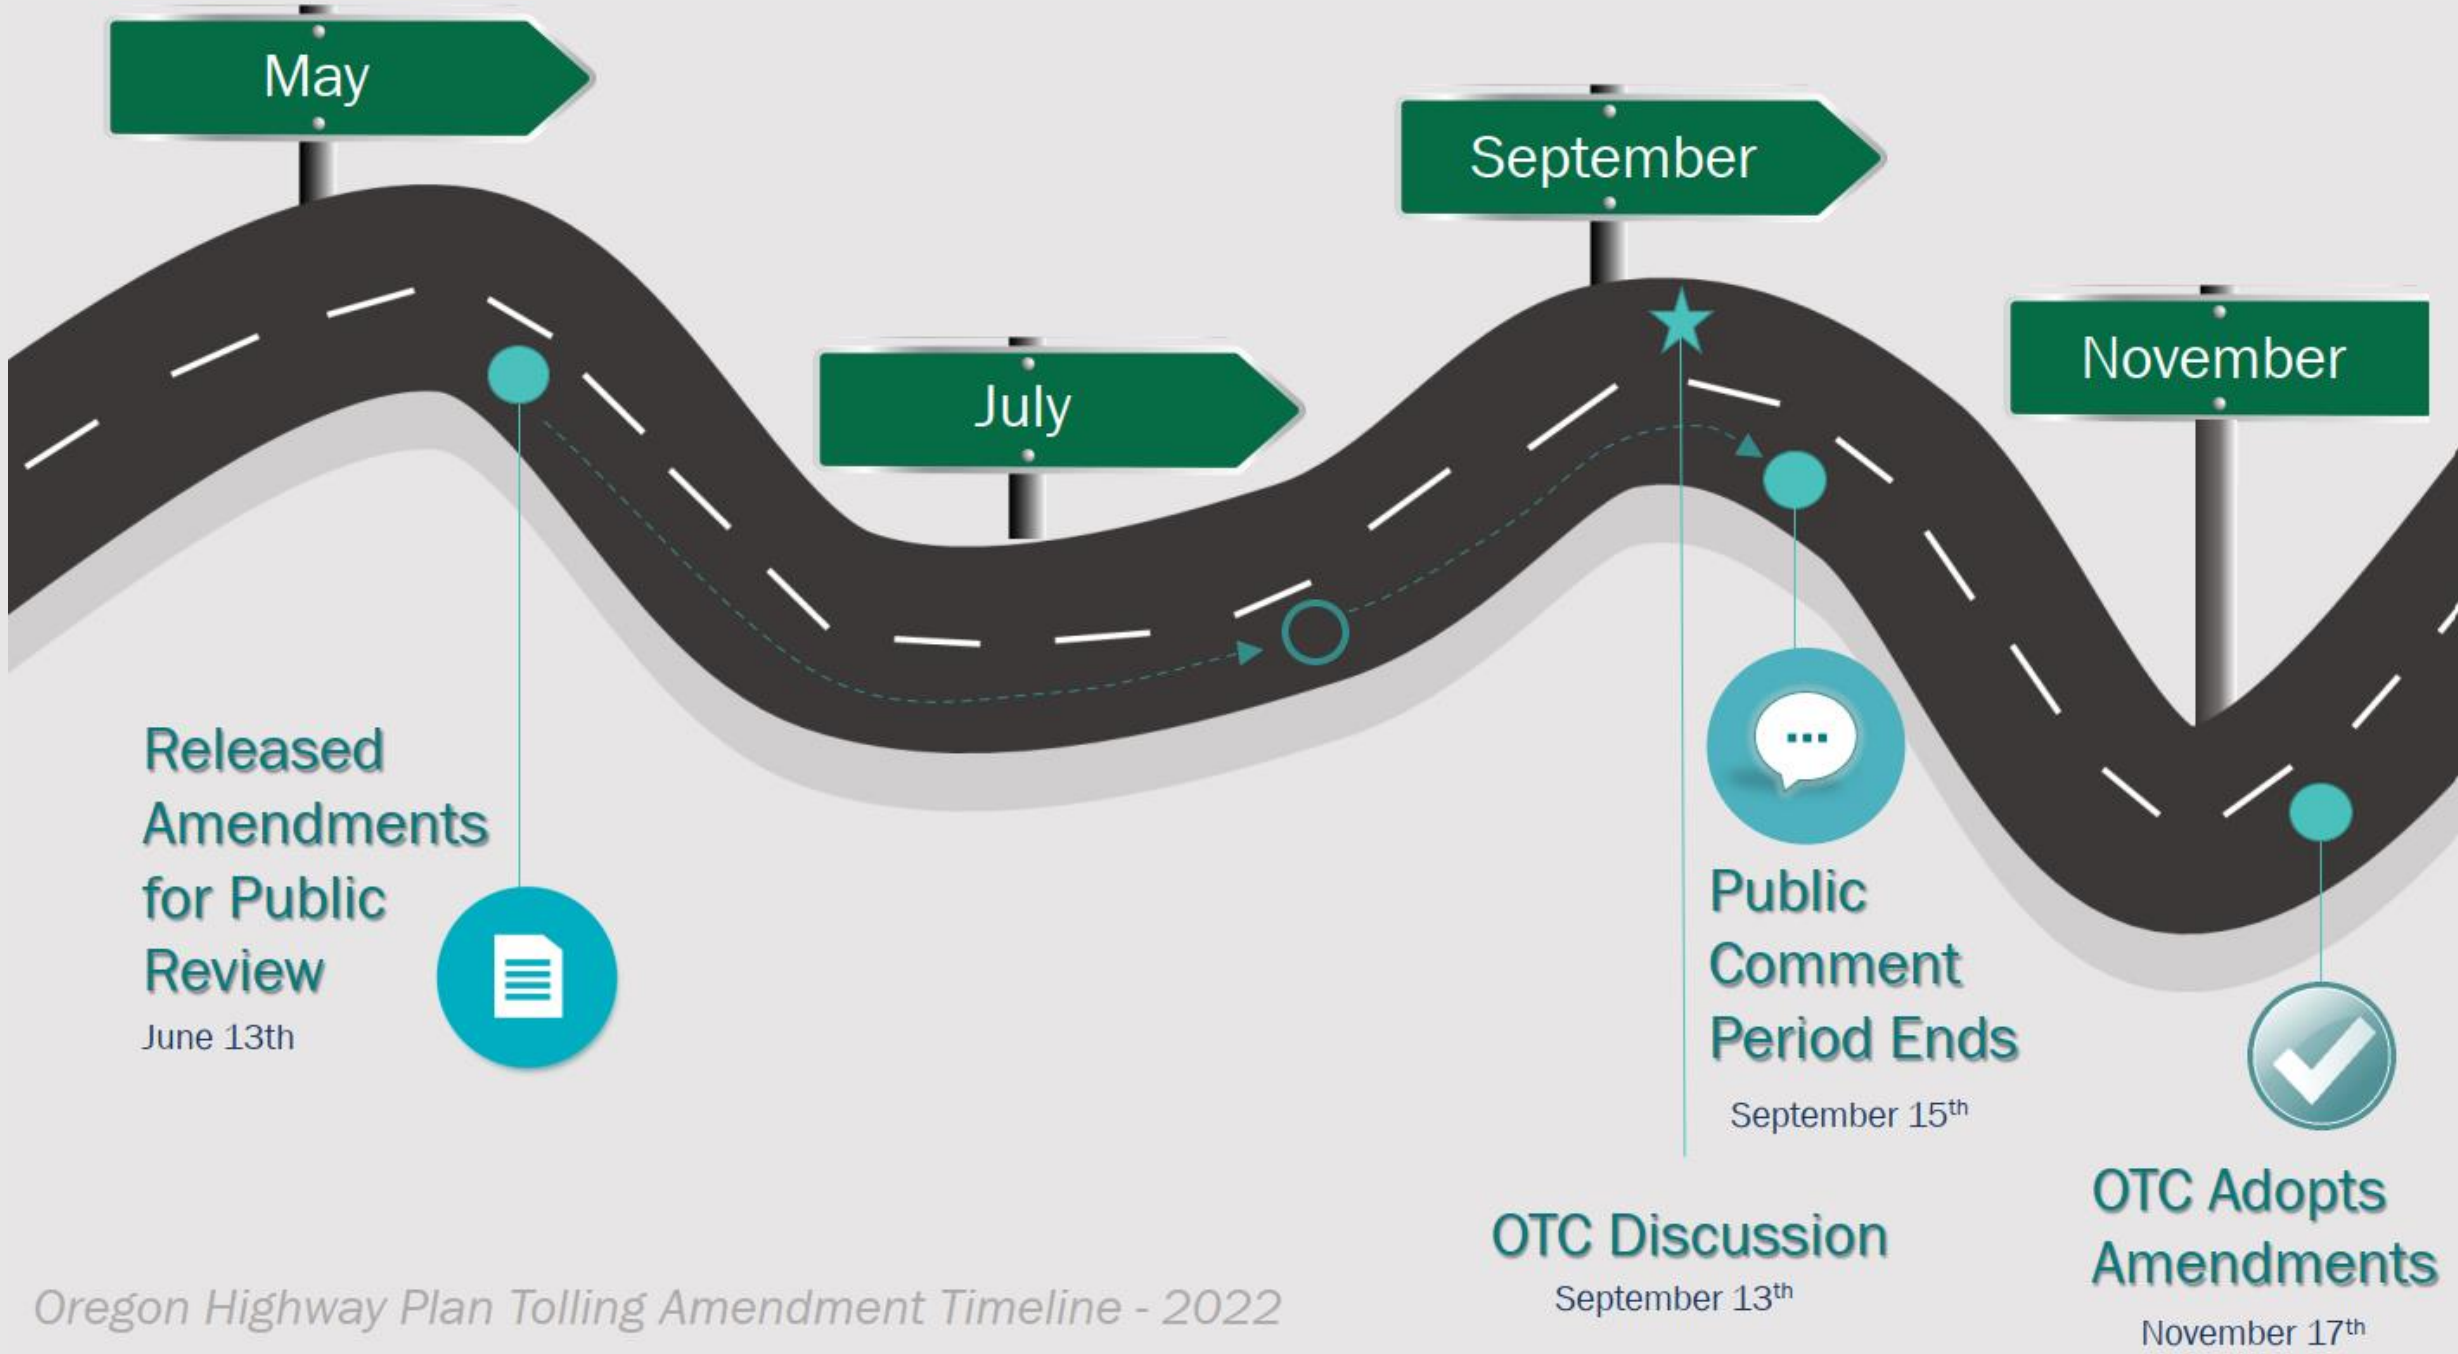 May
July
September
November
Released
Amendments
for Public
Review
June 13th
OTC Discussion
September 13th
Public
Comment
Period Ends
September 15th
OTC Adopts
Amendments
November 17th
Oregon Highway Plan Tolling Amendment Timeline - 2022